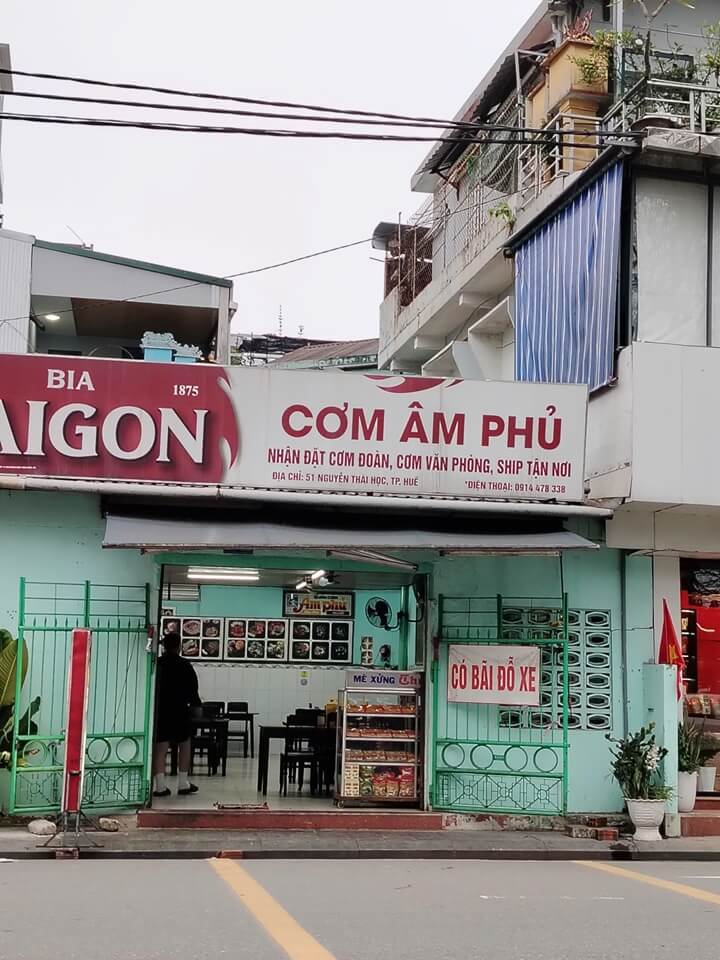 BIA
1875
AIGON
CƠM ÂM PHỦ
NHẬN ĐẶT CƠM ĐOÀN, CƠM VĂN PHÒNG, SHIP TẬN NƠI
ĐỊA CHỈ: 51 NGUYỄN THÁI HỌC, TP. HUẾ
*ĐIỆN THOẠI: 0914 478 338
Âm phủ
MÈ XỬNG Th
CÓ BÃI ĐỖ XE